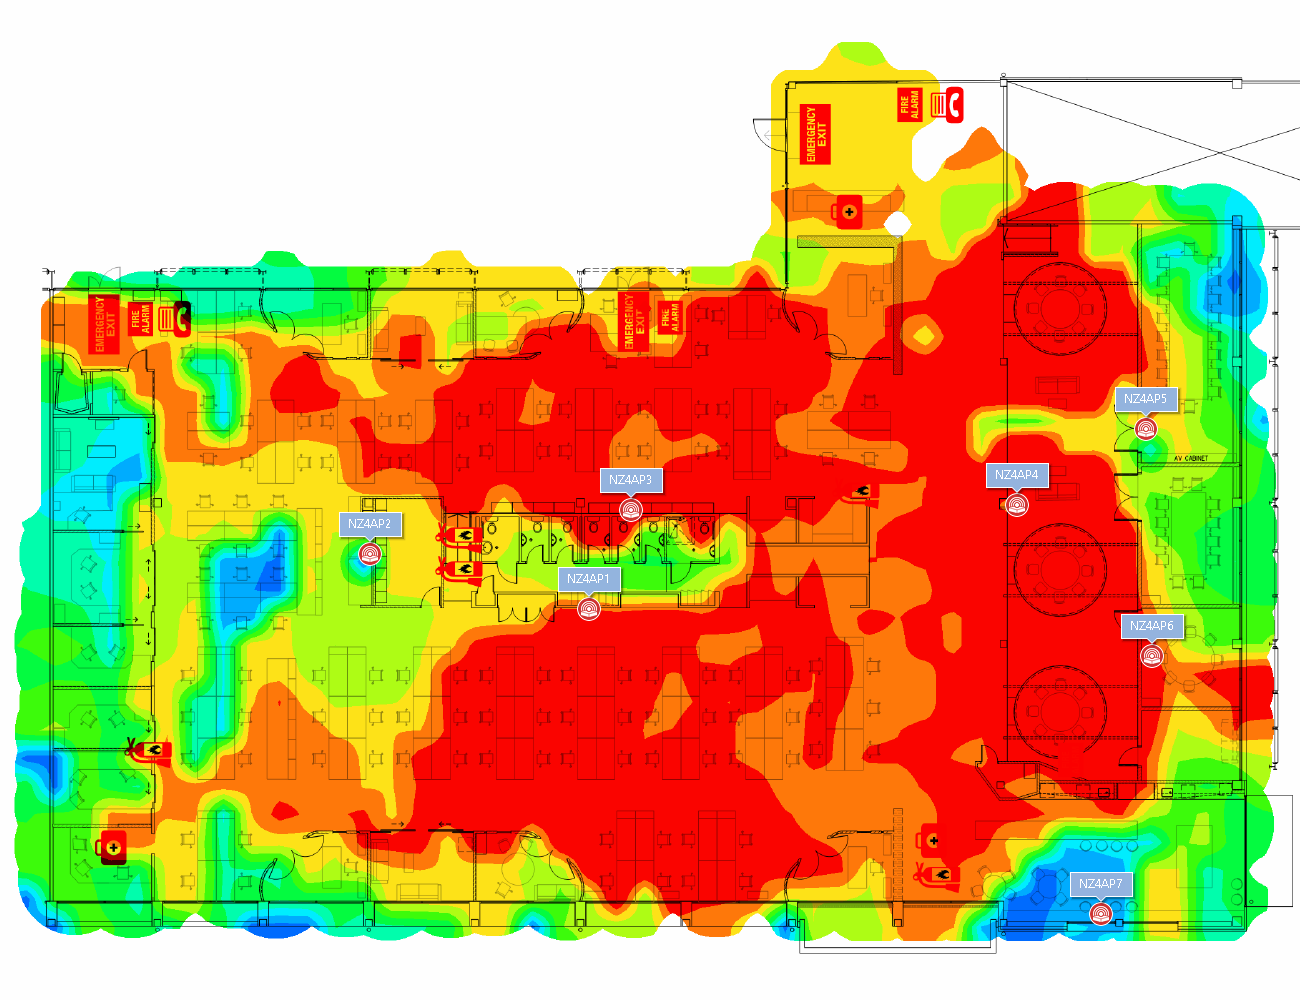 EMERGENCY
EXIT
FIRE
ALARM
EMERGENCY
EXIT
FIRE
ALARM
EMERGENCY
EXIT
FIRE
ALARM
NZ4AP5
AV CABINET
NZ4AP3
NZ4AP4
NZ4AP2
NZ4AP1
NZ4AP6
NZ4AP7